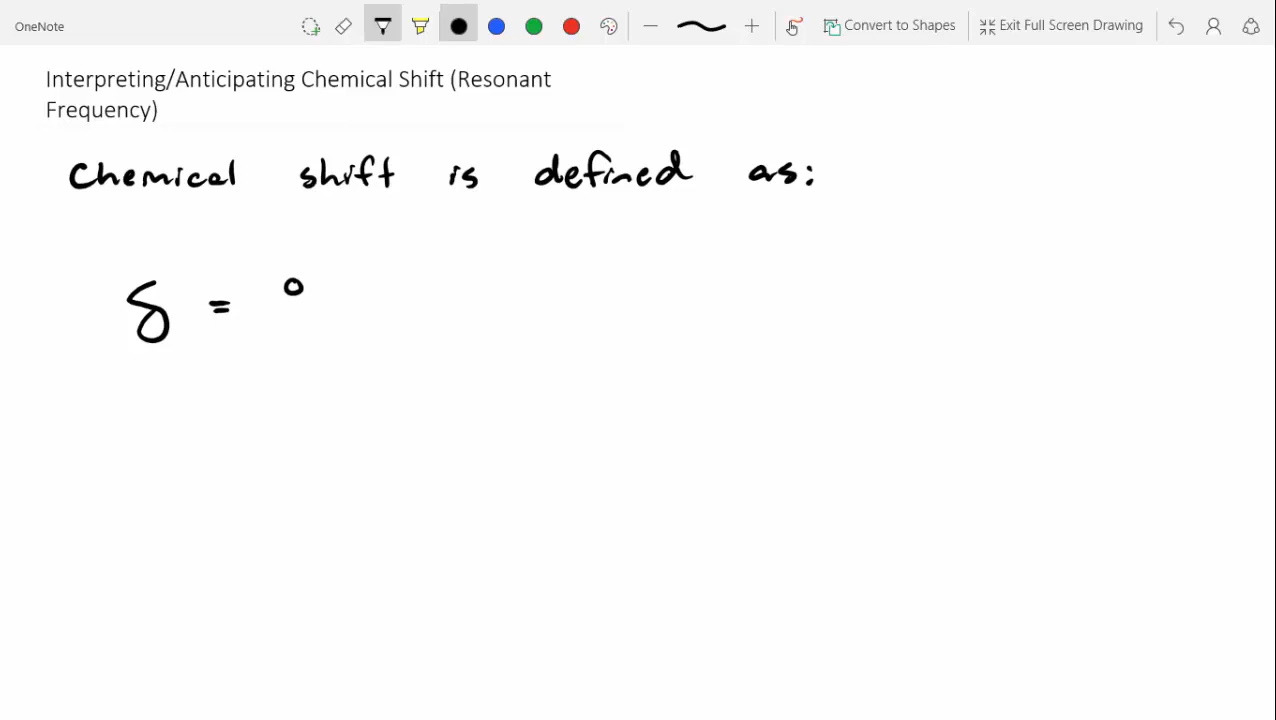 OneNote
Convert to Shapes
Exit Full Screen Drawing
Interpreting/Anticipating Chemical Shift (Resonant
Frequency)
Chemical shift is defined as:
δ = o